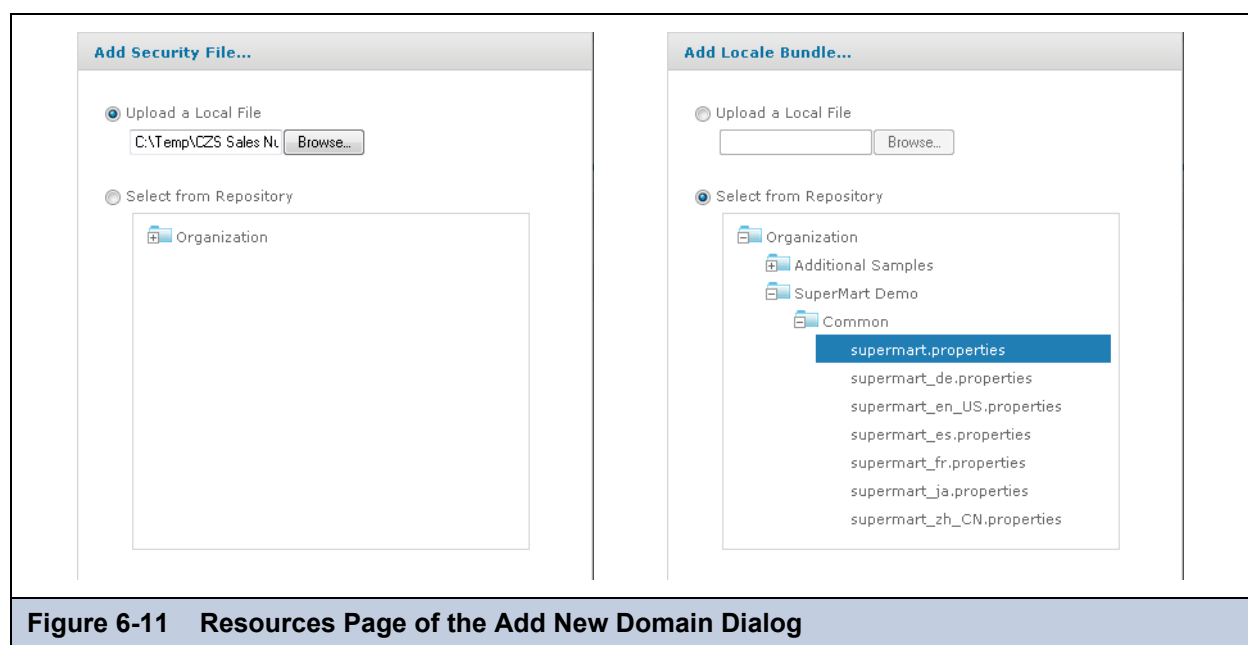 Add Security File...
Upload a Local File
C:\Temp\CZS Sales Nu Browse...
Select from Repository
Organization
Add Locale Bundle...
Upload a Local File
Browse...
Select from Repository
Organization
Additional Samples
SuperMart Demo
Common
supermart.properties
supermart_de.properties
supermart_en_US.properties
supermart_es.properties
supermart_fr.properties
supermart_ja.properties
supermart_zh_CN.properties
Figure 6-11 Resources Page of the Add New Domain Dialog